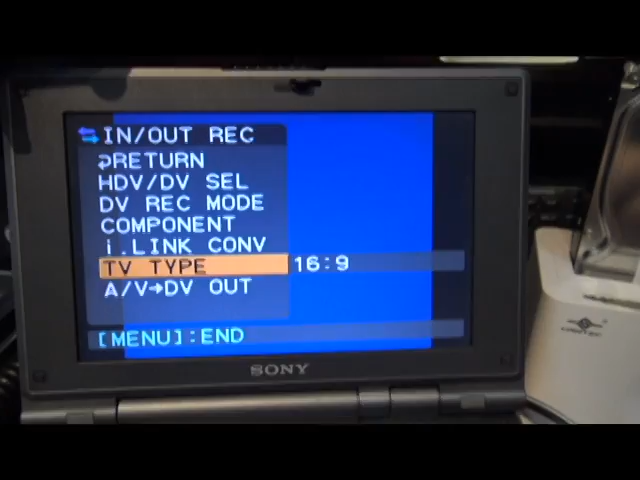 IN/OUT REC
RETURN
HDV/DV SEL
DV REC MODE
COMPONENT
i.LINK CONV
TV TYPE 16:9
A/V→DV OUT
[MENU]:END
SONY